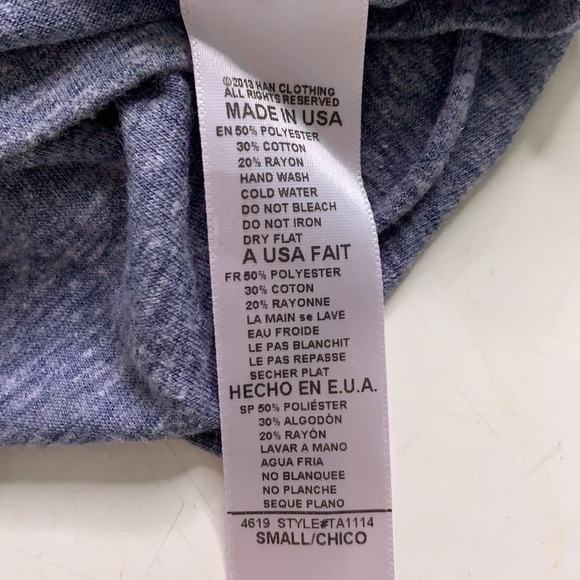 ©2013 HAN CLOTHING
ALL RIGHTS RESERVED
MADE IN USA
EN 50% POLYESTER
30% COTTON
20% RAYON
HAND WASH
COLD WATER
DO NOT BLEACH
DO NOT IRON
DRY FLAT
A USA FAIT
FR 50% POLYESTER
30% COTON
20% RAYONNE
LA MAIN se LAVE
EAU FROIDE
LE PAS BLANCHIT
LE PAS REPASSE
SECHER PLAT
HECHO EN E.U.A.
SP 50% POLIÉSTER
30% ALGODÓN
20% RAYÓN
LAVAR A MANO
AGUA FRIA
NO BLANQUEE
NO PLANCHE
SEQUE PLANO
4619 STYLE#TA1114
SMALL/CHICO